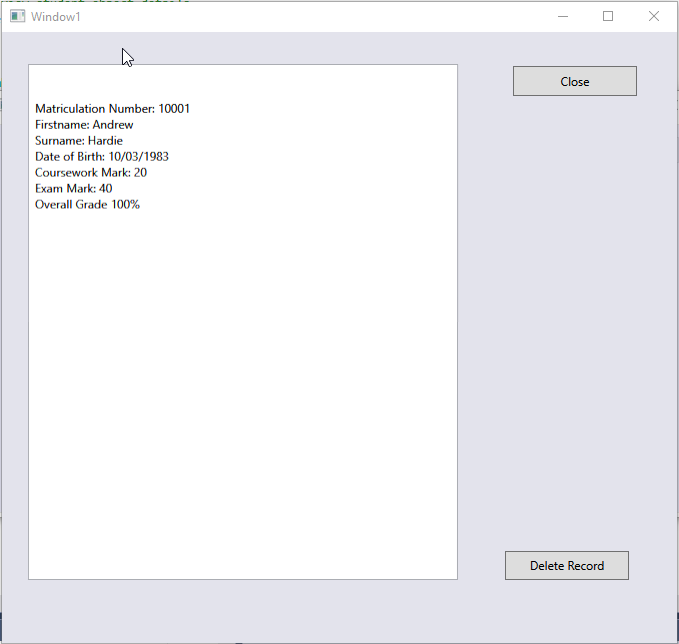 Window1
Close
Matriculation Number: 10001
Firstname: Andrew
Surname: Hardie
Date of Birth: 10/03/1983
Coursework Mark: 20
Exam Mark: 40
Overall Grade 100%
Delete Record